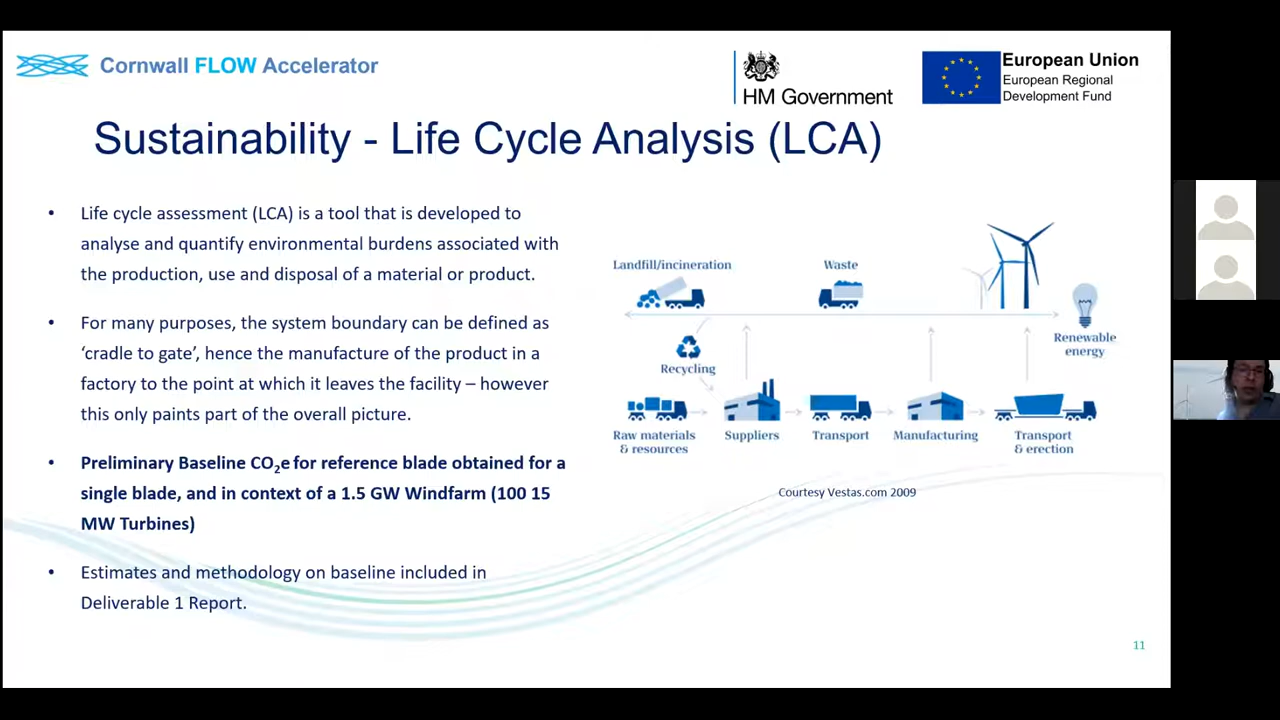 Cornwall FLOW Accelerator
HM Government
European Union
European Regional
Development Fund
Sustainability - Life Cycle Analysis (LCA)
• Life cycle assessment (LCA) is a tool that is developed to
analyse and quantify environmental burdens associated with
the production, use and disposal of a material or product.
• For many purposes, the system boundary can be defined as
‘cradle to gate’, hence the manufacture of the product in a
factory to the point at which it leaves the facility – however
this only paints part of the overall picture.
• Preliminary Baseline CO2e for reference blade obtained for a
single blade, and in context of a 1.5 GW Windfarm (100 15
MW Turbines)
• Estimates and methodology on baseline included in
Deliverable 1 Report.
Landfill/incineration
Waste
Renewable
energy
Recycling
Raw materials
& resources
Suppliers
Transport
Manufacturing
Transport
& erection
Courtesy Vestas.com 2009
11